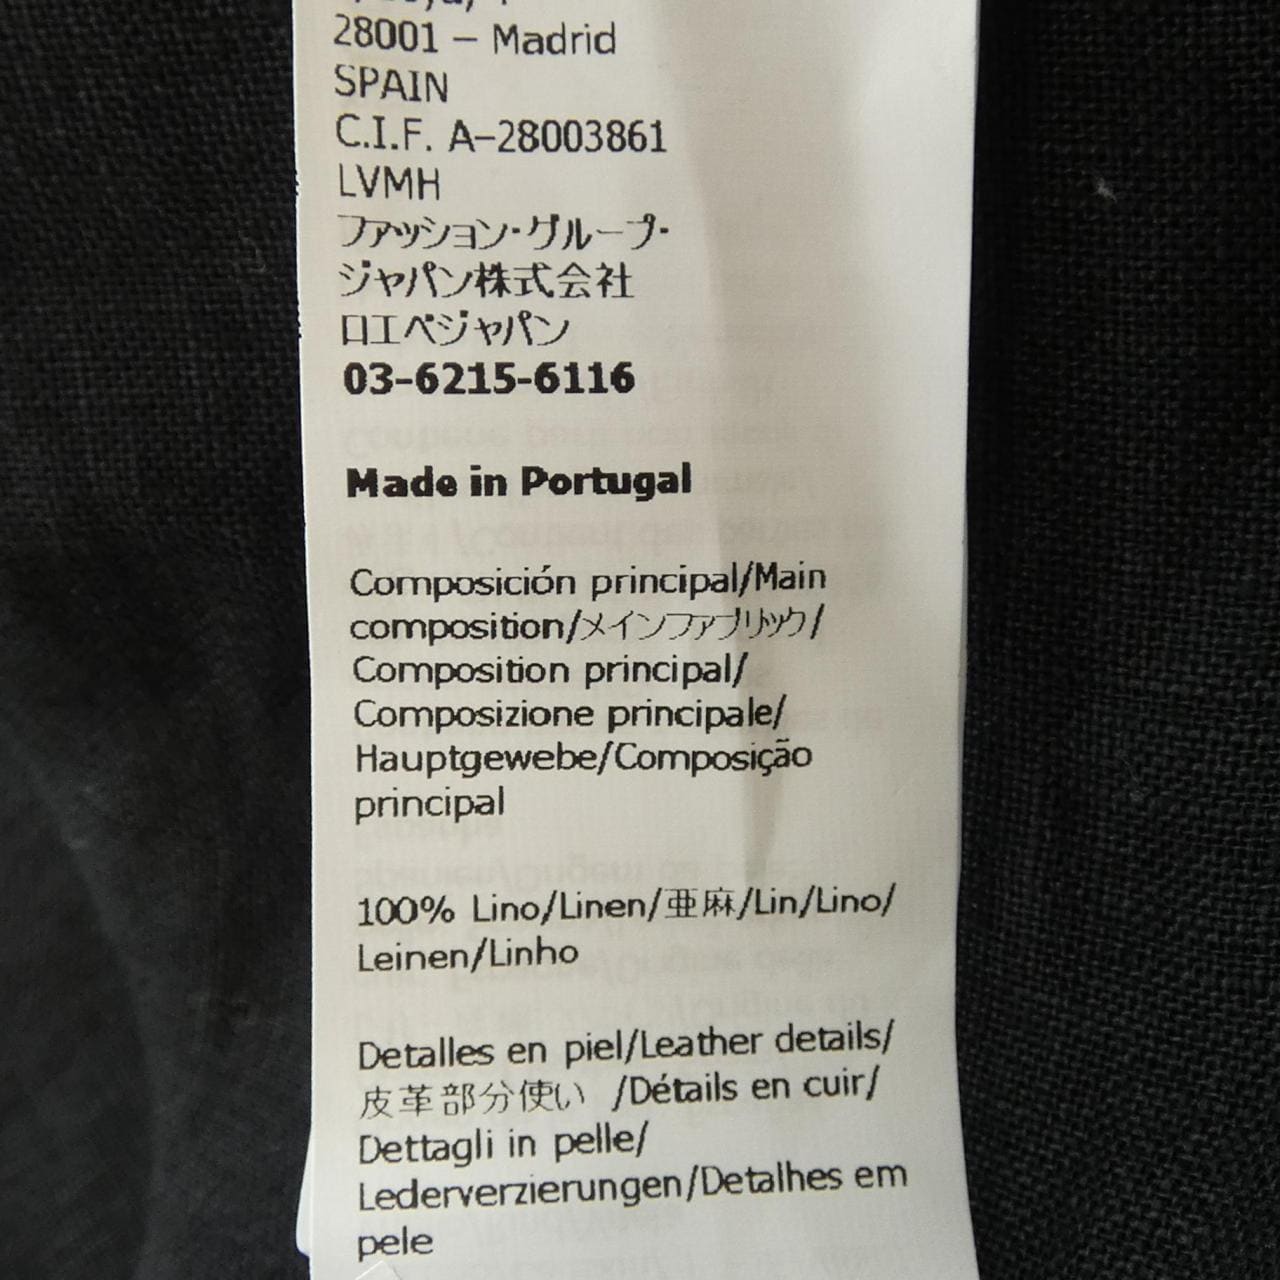 28001 – Madrid
SPAIN
C.I.F. A-28003861
LVMH
ファッション・グループ・
ジャパン株式会社
ロエベジャパン
03-6215-6116
Made in Portugal
Composición principal/Main
composition/メインファブリック/
Composition principal/
Composizione principale/
Hauptgewebe/Composição
principal
100% Lino/Linen/亜麻/Lin/Lino/
Leinen/Linho
Detalles en piel/Leather details/
皮革部分使い /Détails en cuir/
Dettagli in pelle/
Lederverzierungen/Detalhes em
pele